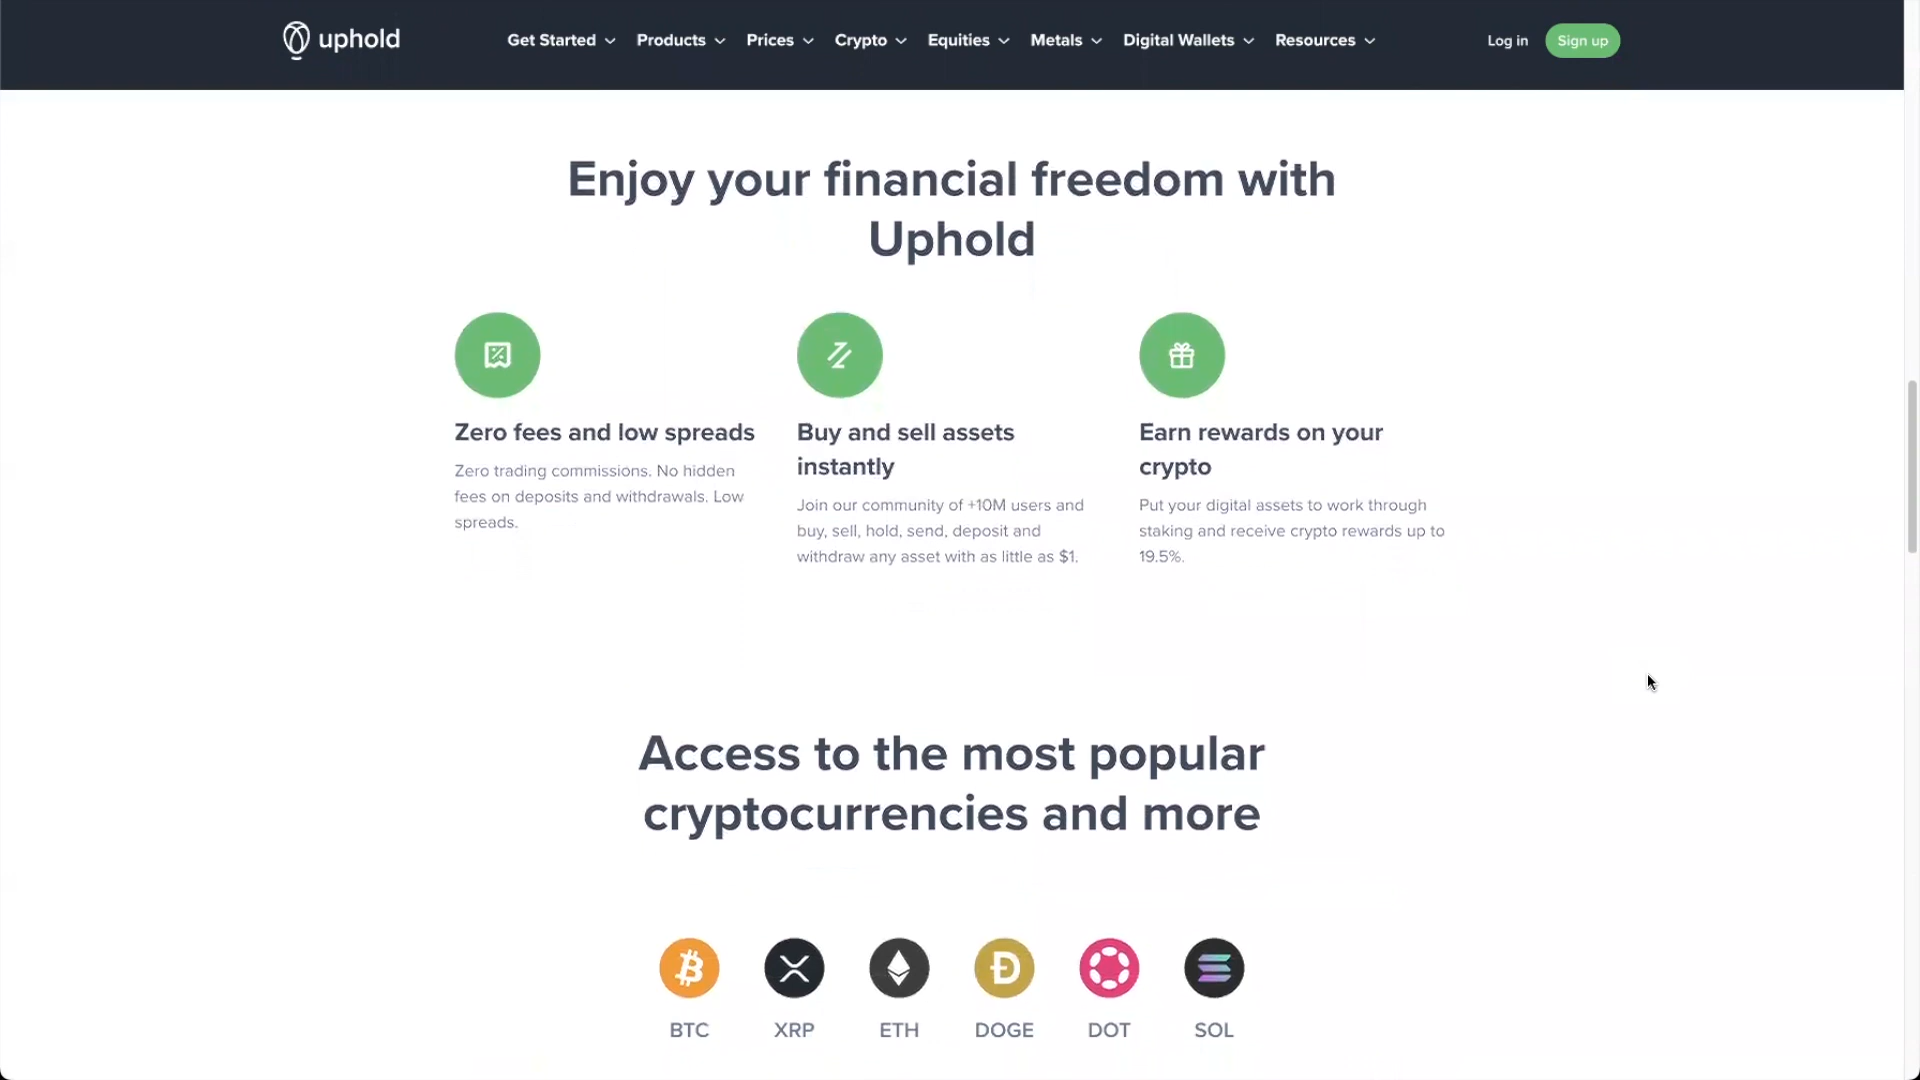 uphold
Get Started Products Prices Crypto Equities Metals Digital Wallets Resources
Log in Sign up
Enjoy your financial freedom with
Uphold
Zero fees and low spreads
Zero trading commissions. No hidden
fees on deposits and withdrawals. Low
spreads.
Buy and sell assets
instantly
Join our community of +10M users and
buy, sell, hold, send, deposit and
withdraw any asset with as little as $1.
Earn rewards on your
crypto
Put your digital assets to work through
staking and receive crypto rewards up to
19.5%.
Access to the most popular
cryptocurrencies and more
BTC XRP ETH DOGE DOT SOL